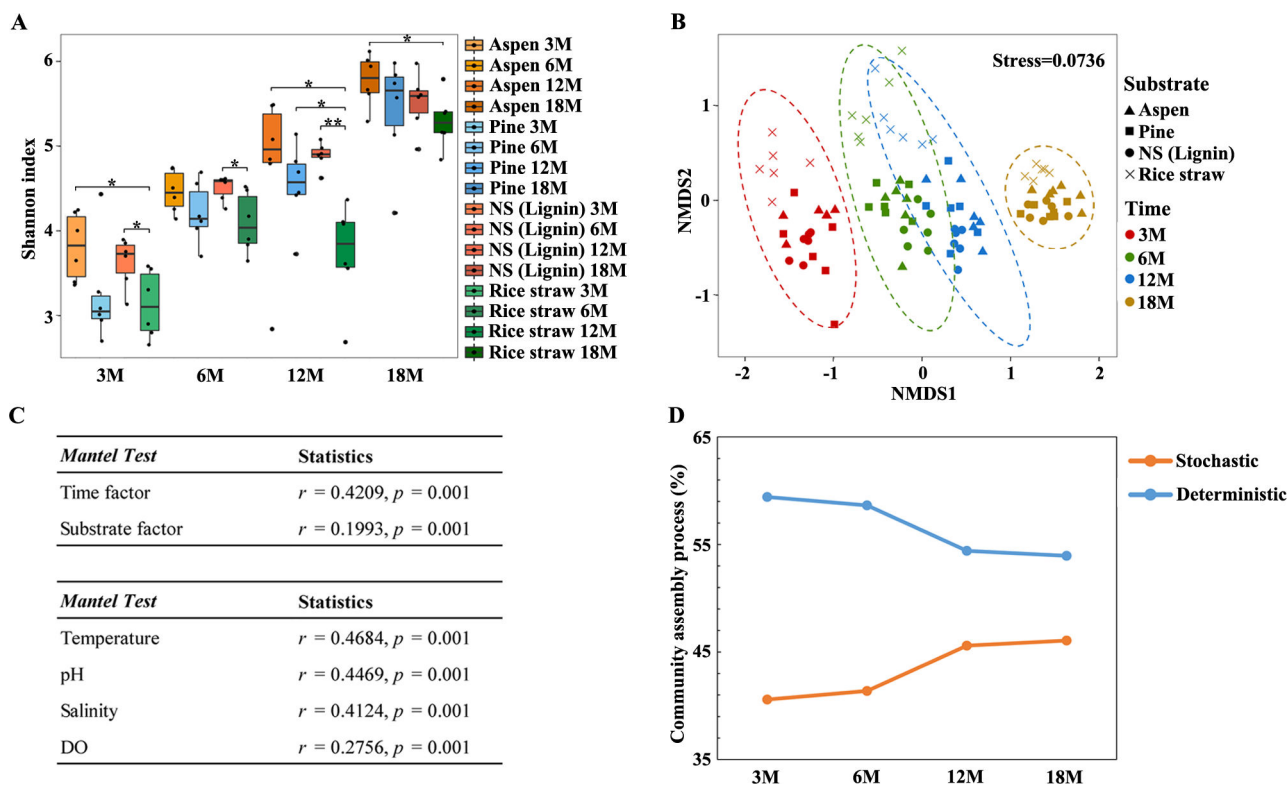 A
Shannon index
6
5
4
3
3M
6M
12M
18M
*
*
*
*
*
**
*
Aspen 3M
Aspen 6M
Aspen 12M
Aspen 18M
Pine 3M
Pine 6M
Pine 12M
Pine 18M
NS (Lignin) 3M
NS (Lignin) 6M
NS (Lignin) 12M
NS (Lignin) 18M
Rice straw 3M
Rice straw 6M
Rice straw 12M
Rice straw 18M
B
Stress=0.0736
NMDS2
1
0
-1
-2
-1
0
1
2
NMDS1
Substrate
Aspen
Pine
NS (Lignin)
Rice straw
Time
3M
6M
12M
18M
C
Mantel Test Statistics
Time factor r = 0.4209, p = 0.001
Substrate factor r = 0.1993, p = 0.001
Mantel Test Statistics
Temperature r = 0.4684, p = 0.001
pH r = 0.4469, p = 0.001
Salinity r = 0.4124, p = 0.001
DO r = 0.2756, p = 0.001
D
Community assembly process (%)
65
55
45
35
3M
6M
12M
18M
Stochastic
Deterministic